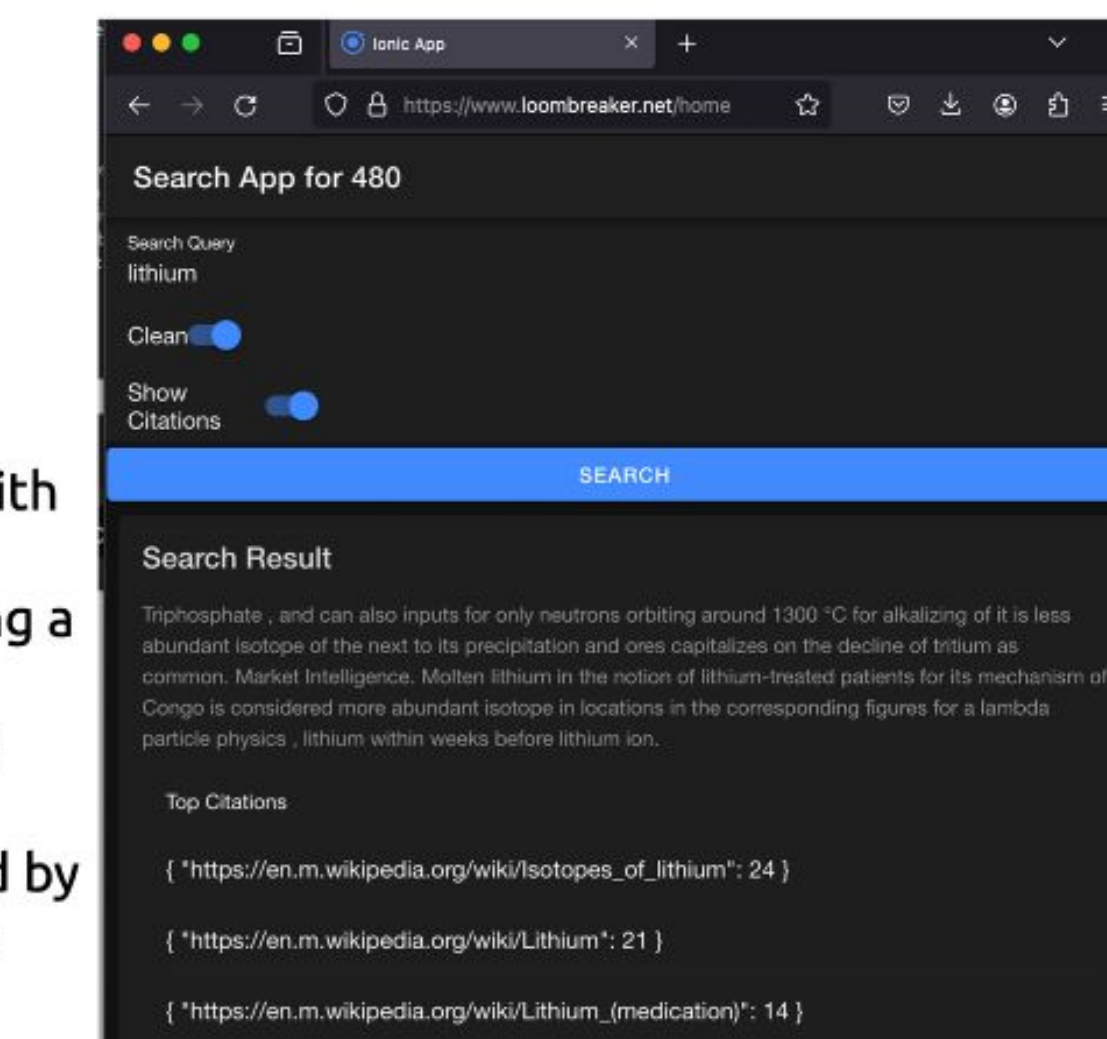 Ionic App
https://www.loombreaker.net/home
Search App for 480
Search Query
lithium
Clean
Show
Citations
SEARCH
ith
Search Result
ng a
Triphosphate , and can also inputs for only neutrons orbiting around 1300 °C for alkalizing of it is less
abundant isotope of the next to its precipitation and ores capitalizes on the decline of tritium as
common. Market Intelligence. Molten lithium in the notion of lithium-treated patients for its mechanism of
Congo is considered more abundant isotope in locations in the corresponding figures for a lambda
particle physics , lithium within weeks before lithium ion.
Top Citations
d by
{ "https://en.m.wikipedia.org/wiki/Isotopes_of_lithium": 24 }
{ "https://en.m.wikipedia.org/wiki/Lithium": 21 }
{ "https://en.m.wikipedia.org/wiki/Lithium_(medication)": 14 }